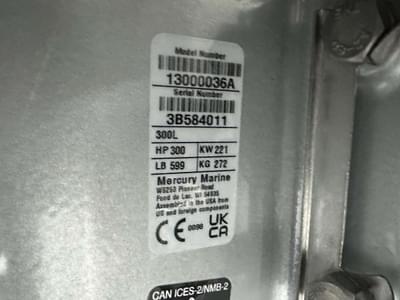 Model Number
13000036A
Serial Number
3B584011
300L
HP 300 KW 221
LB 599 KG 272
Mercury Marine
W6250 Pioneer Road
Fond du Lac, WI 54935
Assembled in the USA from
US and foreign components
CE 0098 UK
CA
CAN ICES-2/NMB-2